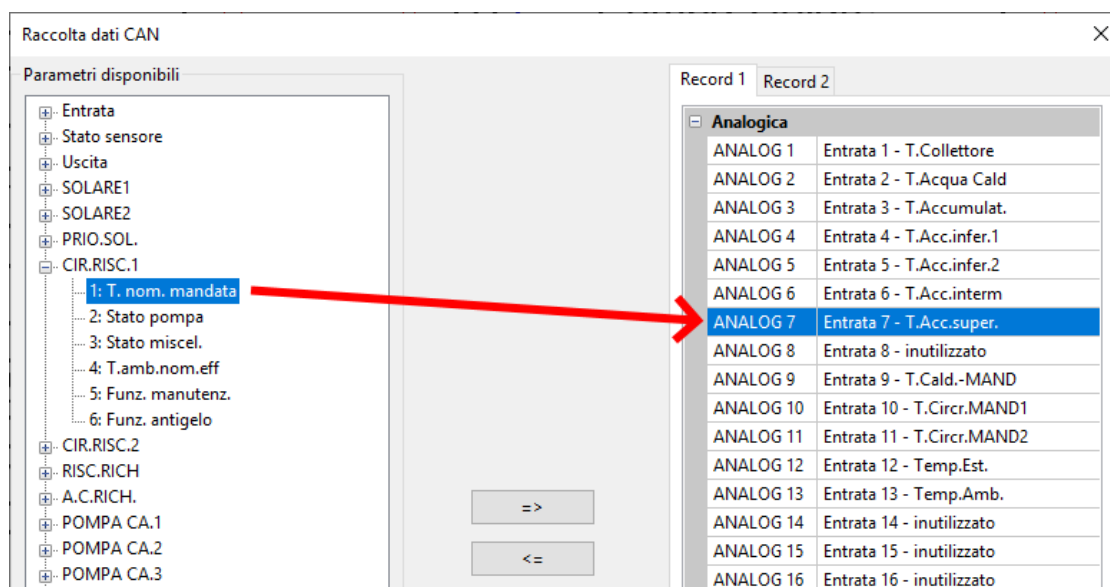 Raccolta dati CAN
Parametri disponibili
Entrata
Stato sensore
Uscita
SOLARE1
SOLARE2
PRIO.SOL.
CIR.RISC.1
1: T. nom. mandata
2: Stato pompa
3: Stato miscel.
4: T.amb.nom.eff
5: Funz. manutenz.
6: Funz. antigelo
CIR.RISC.2
RISC.RICH
A.C.RICH.
POMPA CA.1
POMPA CA.2
POMPA CA.3
=>
<=
Record 1 Record 2
Analogica
ANALOG 1 Entrata 1 - T.Collettore
ANALOG 2 Entrata 2 - T.Acqua Cald
ANALOG 3 Entrata 3 - T.Accumulat.
ANALOG 4 Entrata 4 - T.Acc.infer.1
ANALOG 5 Entrata 5 - T.Acc.infer.2
ANALOG 6 Entrata 6 - T.Acc.interm
ANALOG 7 Entrata 7 - T.Acc.super.
ANALOG 8 Entrata 8 - inutilizzato
ANALOG 9 Entrata 9 - T.Cald.-MAND
ANALOG 10 Entrata 10 - T.Circr.MAND1
ANALOG 11 Entrata 11 - T.Circr.MAND2
ANALOG 12 Entrata 12 - Temp.Est.
ANALOG 13 Entrata 13 - Temp.Amb.
ANALOG 14 Entrata 14 - inutilizzato
ANALOG 15 Entrata 15 - inutilizzato
ANALOG 16 Entrata 16 - inutilizzato